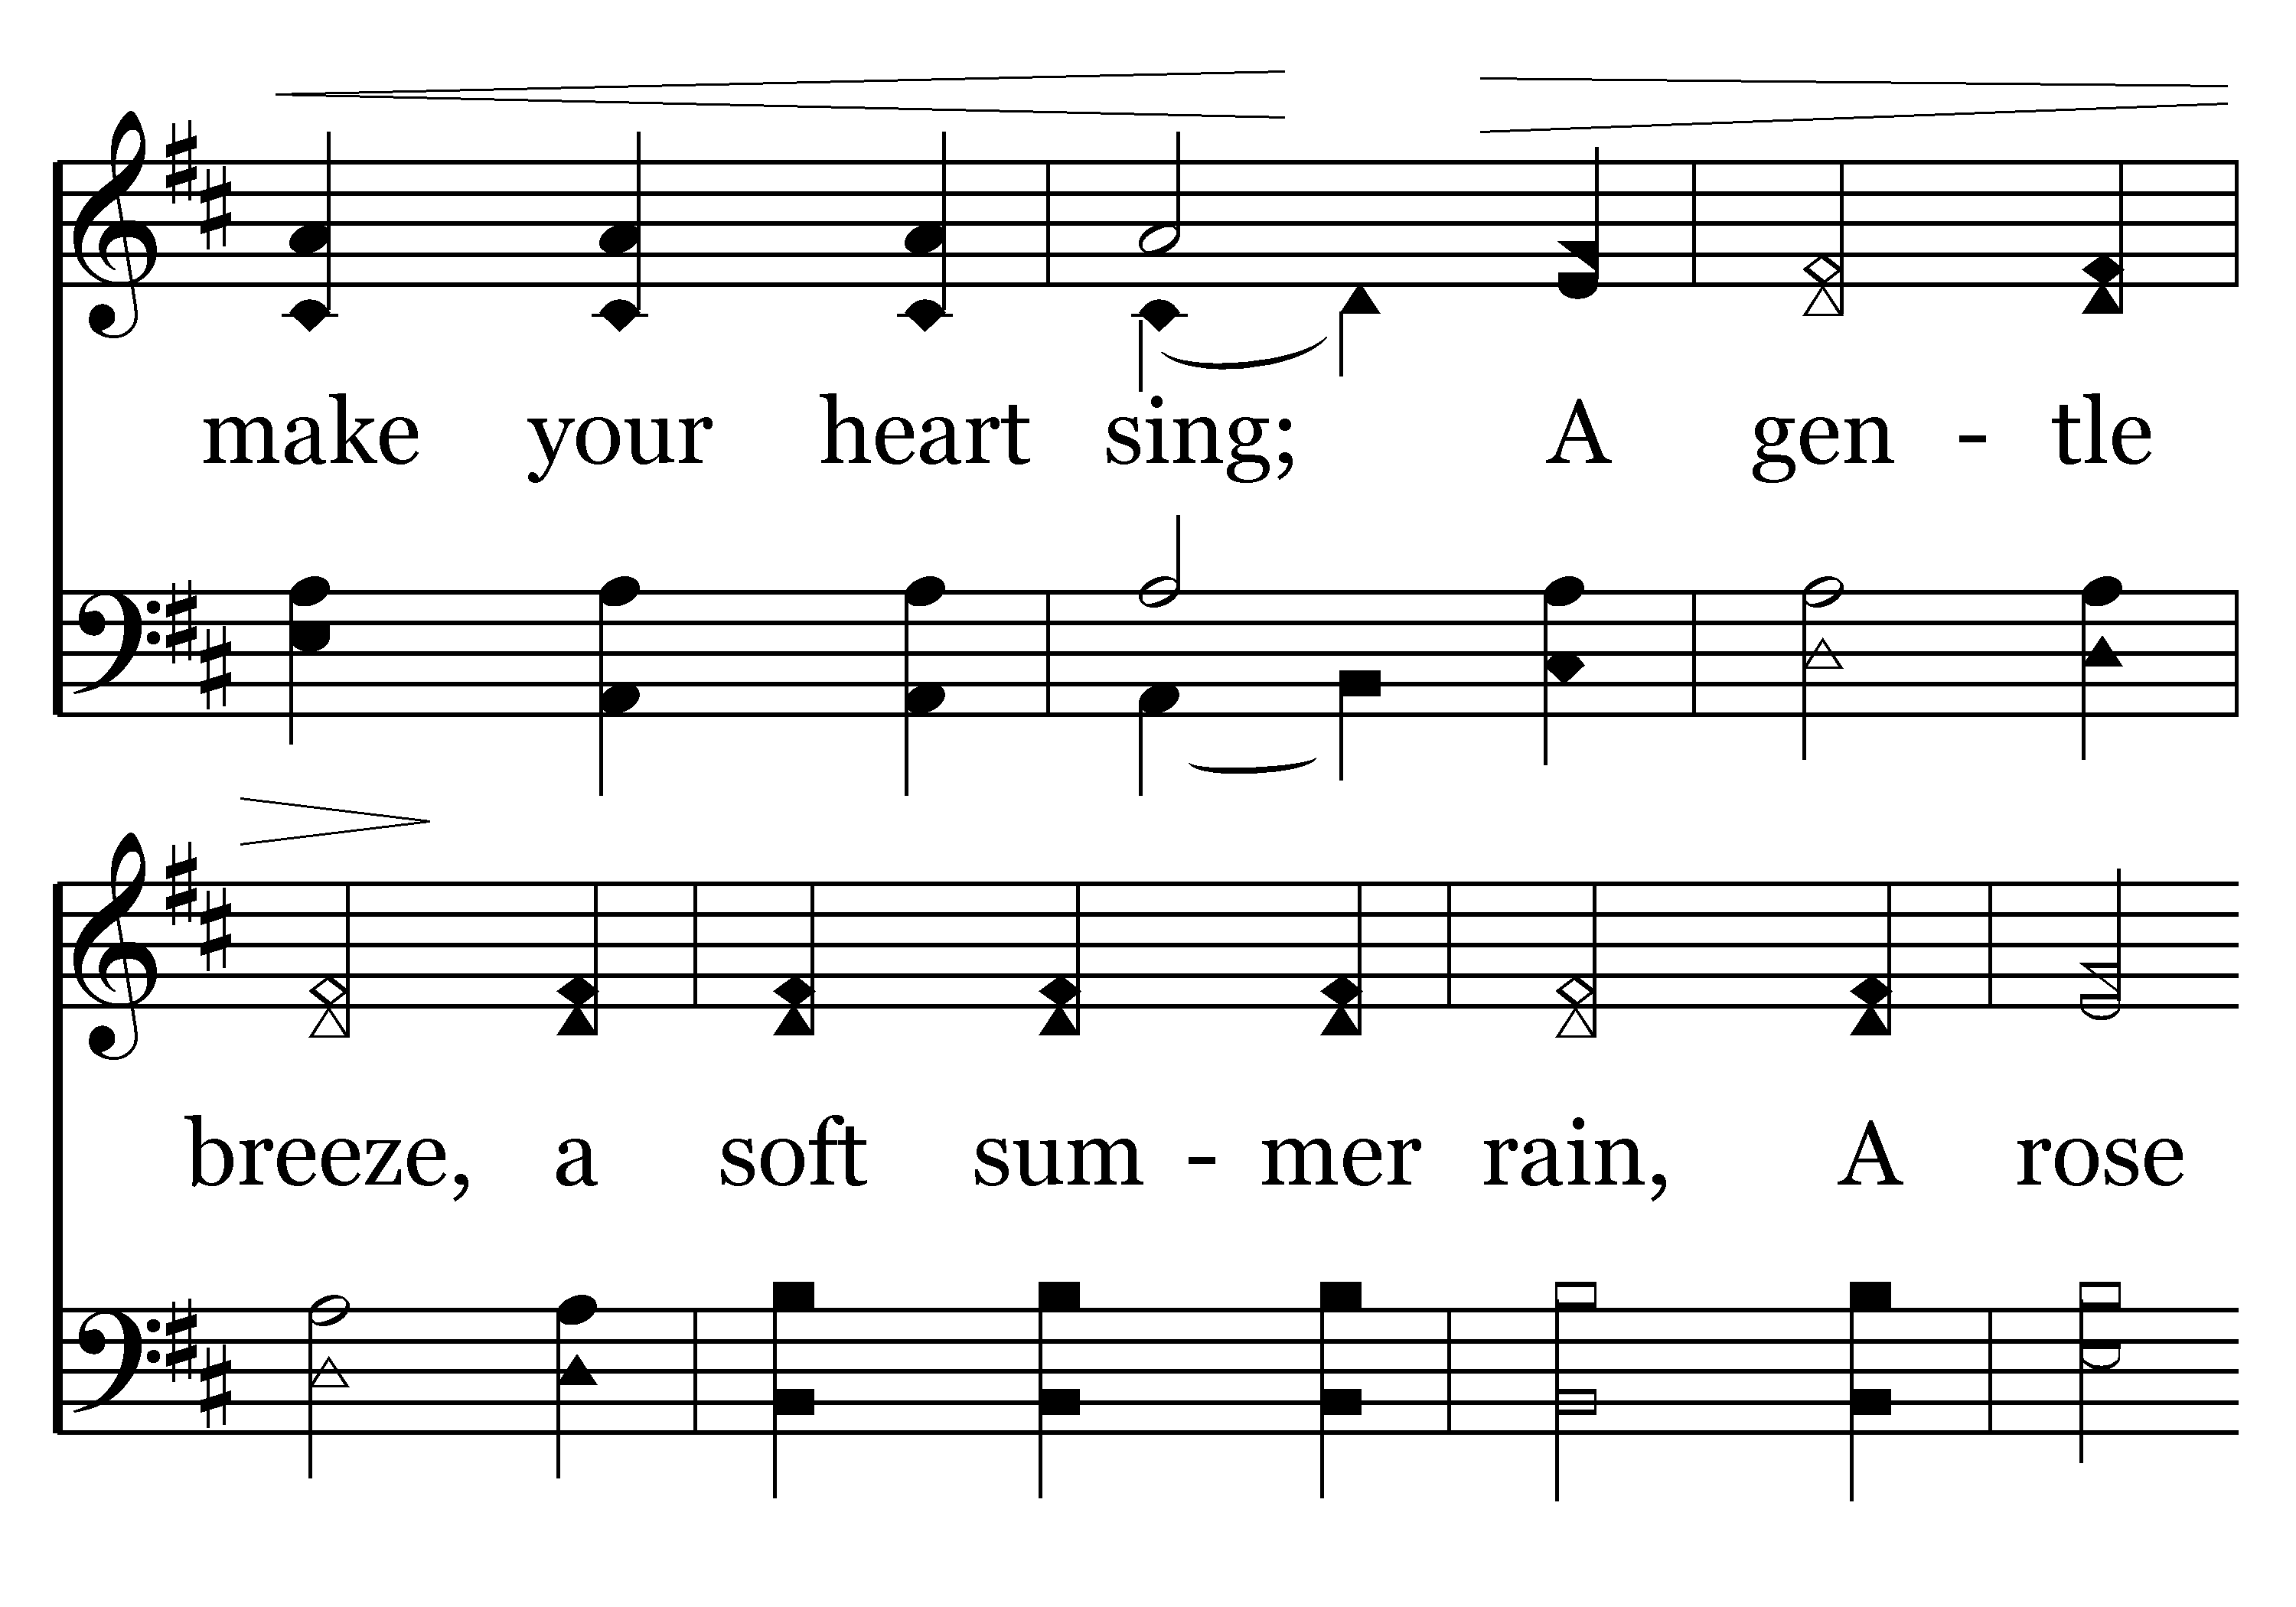 make your heart sing; A gen - tle
breeze, a soft sum - mer rain, A rose